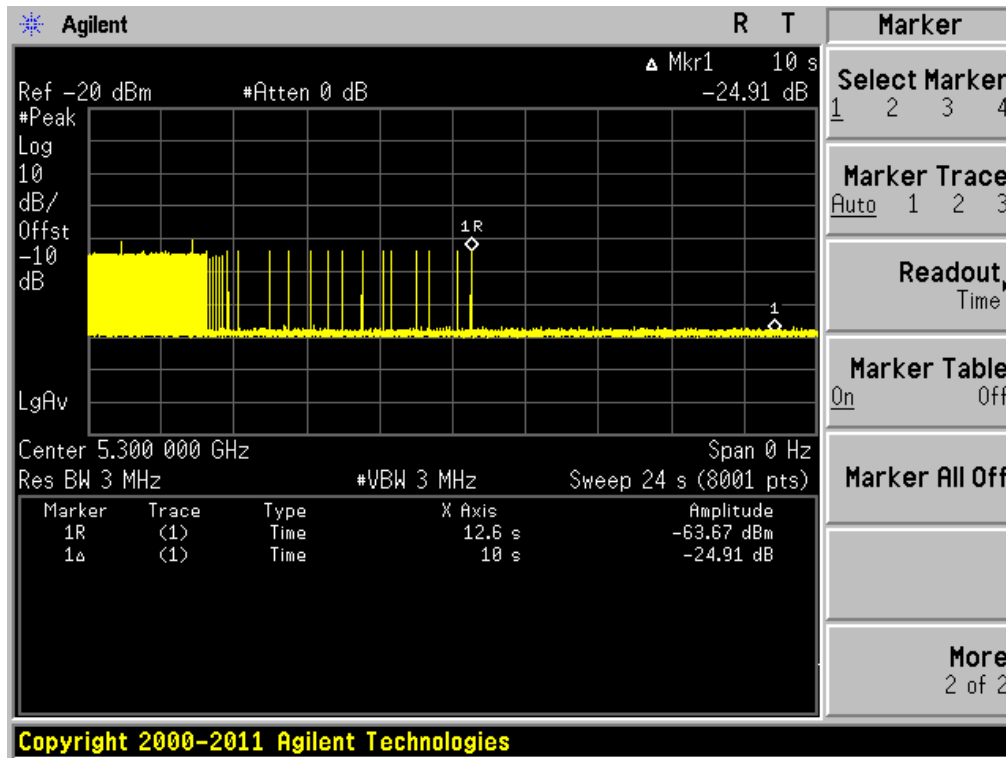 Agilent R T
Δ Mkr1 10 s
Ref -20 dBm #Atten 0 dB -24.91 dB
#Peak
Log
10
dB/
Offst
-10
dB
1R
1
LgAv
Center 5.300 000 GHz Span 0 Hz
Res BW 3 MHz #VBW 3 MHz Sweep 24 s (8001 pts)
Marker Trace Type X Axis Amplitude
1R (1) Time 12.6 s -63.67 dBm
1Δ (1) Time 10 s -24.91 dB
Copyright 2000-2011 Agilent Technologies
Marker
Select Marker
1 2 3 4
Marker Trace
Auto 1 2 3
Readout
Time
Marker Table
On Off
Marker All Off
More
2 of 2